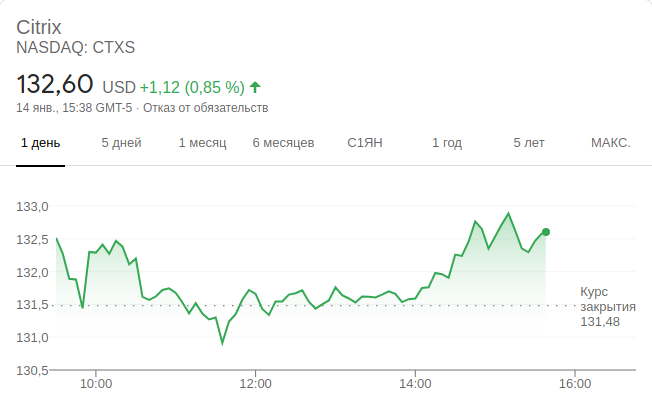 Citrix
NASDAQ: CTXS
132,60 USD +1,12 (0,85 %)
14 янв., 15:38 GMT-5 · Отказ от обязательств
1 день 5 дней 1 месяц 6 месяцев С1ЯН 1 год 5 лет МАКС.
133,0
132,5
132,0
131,5
131,0
130,5
Курс
закрытия
131,48
10:00 12:00 14:00 16:00